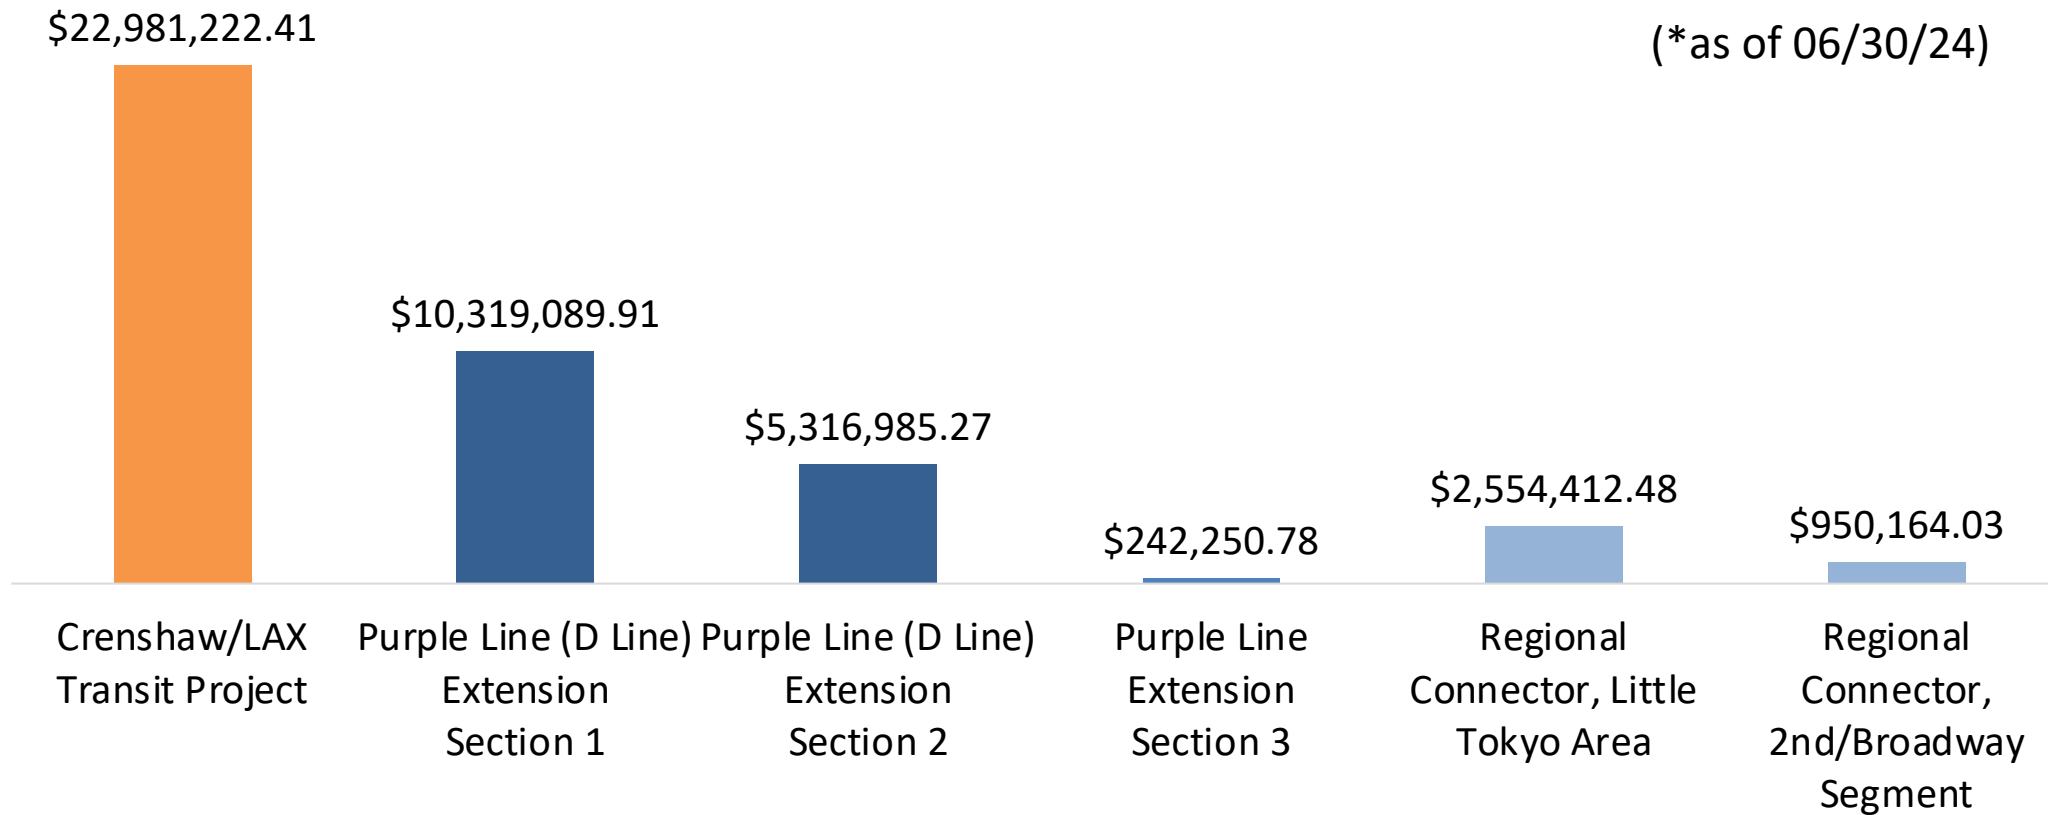 $22,981,222.41
(*as of 06/30/24)
$10,319,089.91
$5,316,985.27
$2,554,412.48
$950,164.03
$242,250.78
Crenshaw/LAX
Transit Project
Purple Line (D Line)
Extension
Section 1
Purple Line (D Line)
Extension
Section 2
Purple Line
Extension
Section 3
Regional
Connector, Little
Tokyo Area
Regional
Connector,
2nd/Broadway
Segment